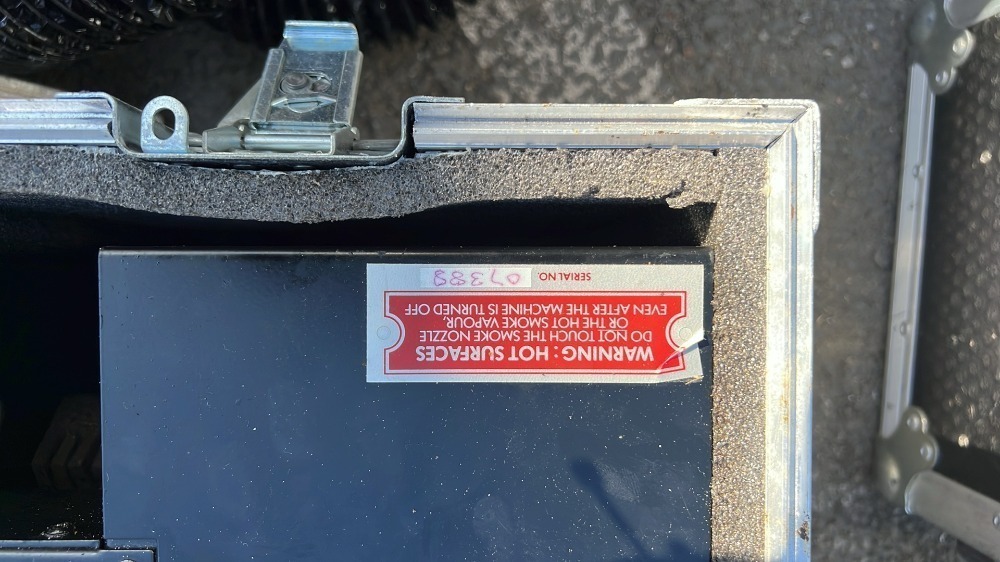 WARNING: HOT SURFACES
DO NOT TOUCH THE SMOKE NOZZLE
OR THE HOT SMOKE VAPOUR,
EVEN AFTER THE MACHINE IS TURNED OFF
SERIAL NO. 07388